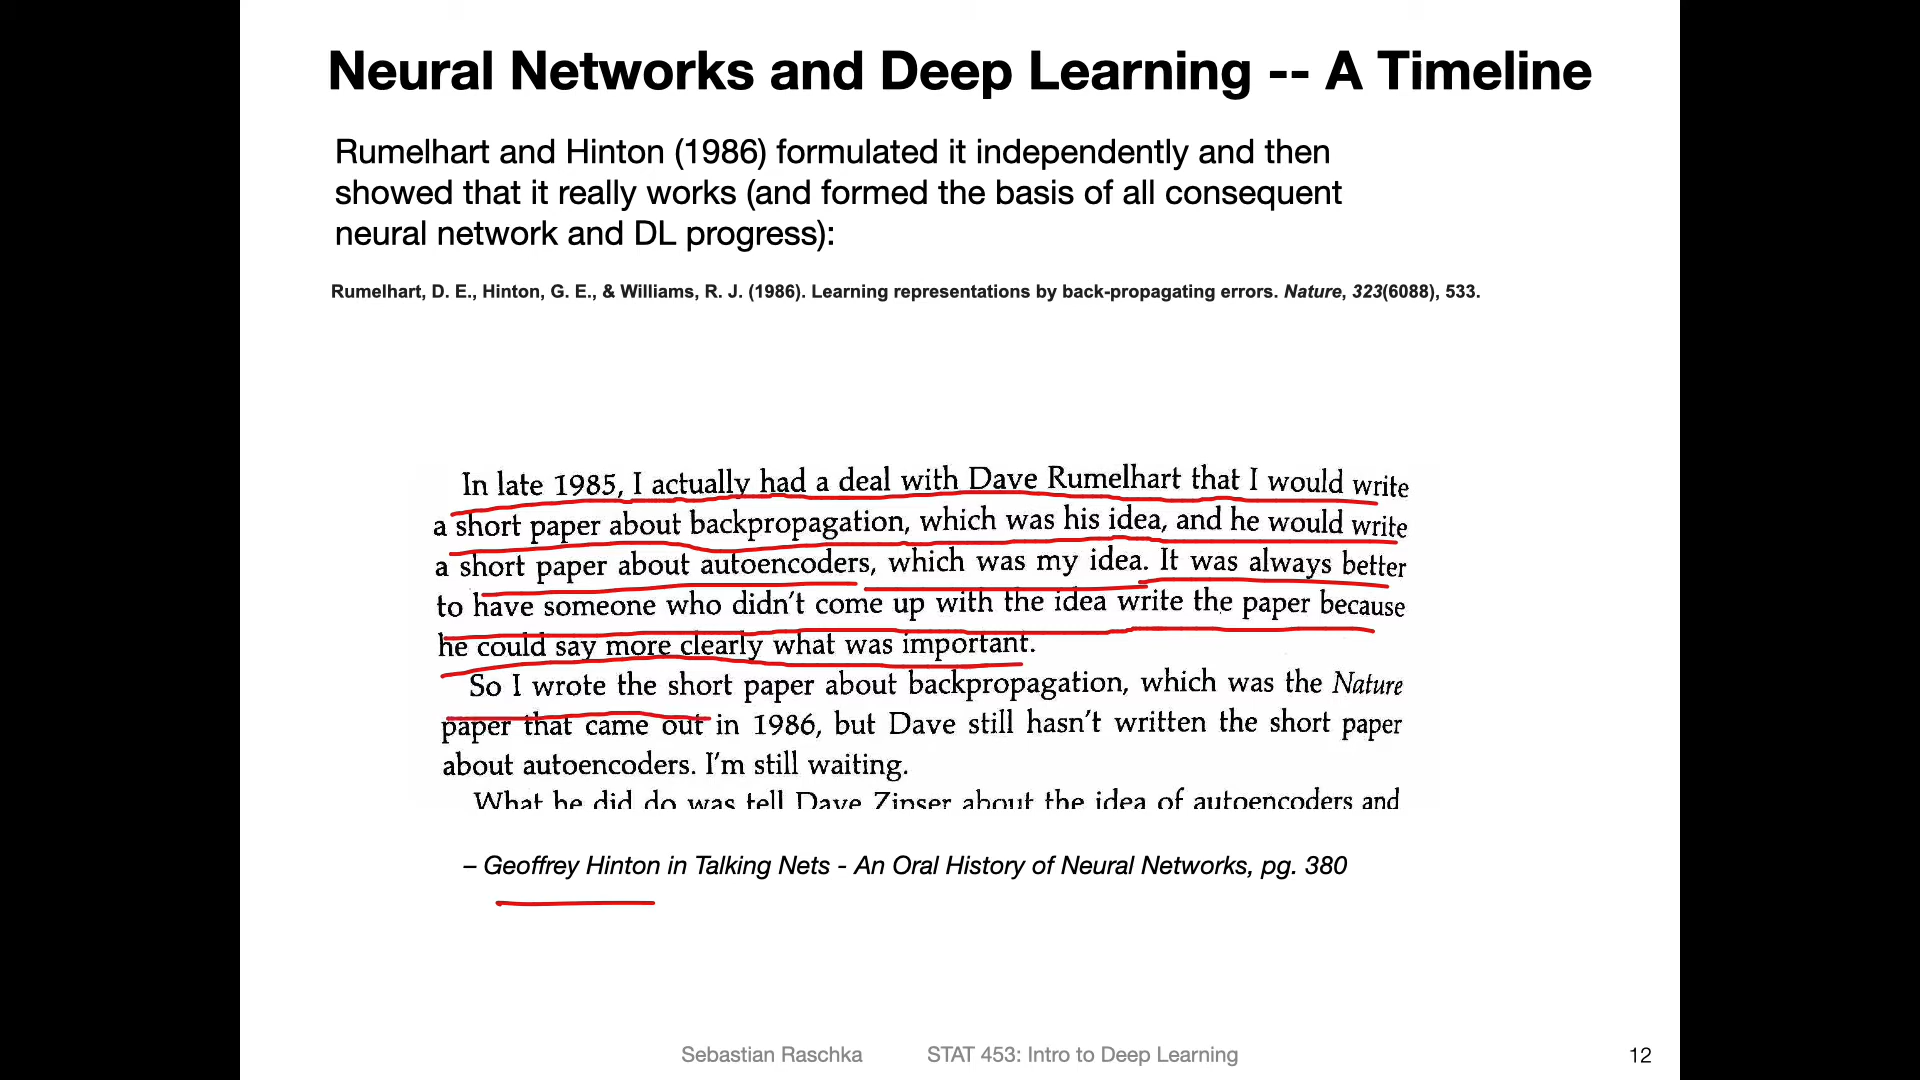 Neural Networks and Deep Learning -- A Timeline
Rumelhart and Hinton (1986) formulated it independently and then
showed that it really works (and formed the basis of all consequent
neural network and DL progress):
Rumelhart, D. E., Hinton, G. E., & Williams, R. J. (1986). Learning representations by back-propagating errors. Nature, 323(6088), 533.
In late 1985, I actually had a deal with Dave Rumelhart that I would write
a short paper about backpropagation, which was his idea, and he would write
a short paper about autoencoders, which was my idea. It was always better
to have someone who didn't come up with the idea write the paper because
he could say more clearly what was important.
So I wrote the short paper about backpropagation, which was the Nature
paper that came out in 1986, but Dave still hasn't written the short paper
about autoencoders. I'm still waiting.
What he did do was tell Dave Zipser about the idea of autoencoders and
– Geoffrey Hinton in Talking Nets - An Oral History of Neural Networks, pg. 380
Sebastian Raschka STAT 453: Intro to Deep Learning 12